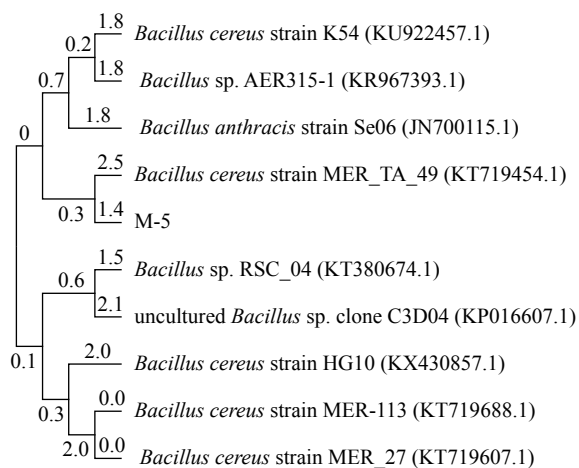 1.8
Bacillus cereus strain K54 (KU922457.1)
0.2
1.8
Bacillus sp. AER315-1 (KR967393.1)
0.7
1.8
Bacillus anthracis strain Se06 (JN700115.1)
0
2.5
Bacillus cereus strain MER_TA_49 (KT719454.1)
0.3
1.4
M-5
1.5
Bacillus sp. RSC_04 (KT380674.1)
0.6
2.1
uncultured Bacillus sp. clone C3D04 (KP016607.1)
0.1
2.0
Bacillus cereus strain HG10 (KX430857.1)
0.3
0.0
Bacillus cereus strain MER-113 (KT719688.1)
2.0
0.0
Bacillus cereus strain MER_27 (KT719607.1)